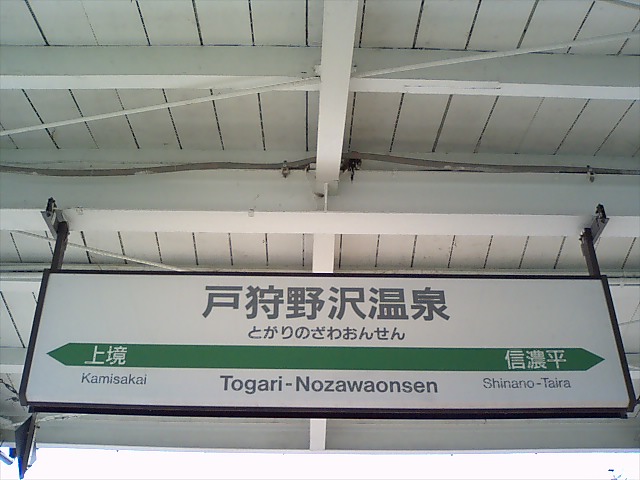 戸狩野沢温泉
とがりのざわおんせん
上境 信濃平
Kamisakai Togari-Nozawaonsen Shinano-Taira